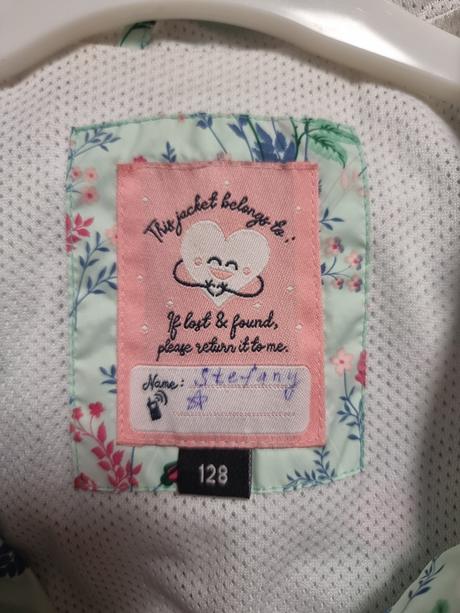 This jacket belongs to:
If lost & found,
please return it to me.
Name: Stefany
128